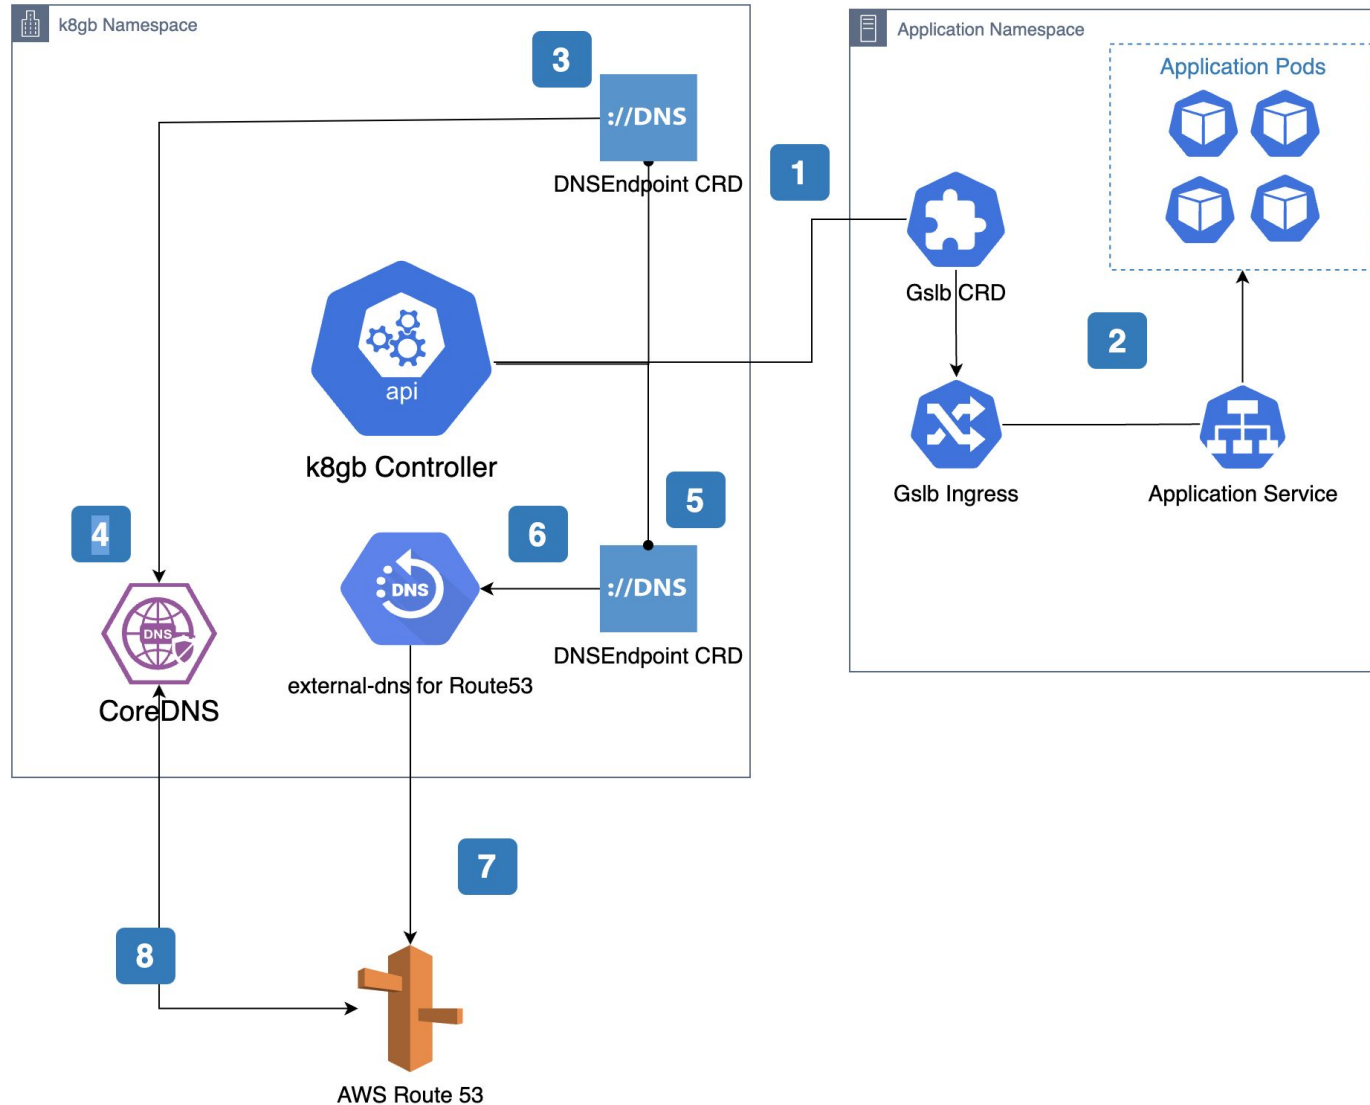 k8gb Namespace
3
://DNS
DNSEndpoint CRD
api
k8gb Controller
5
6
4
DNS
://DNS
DNSEndpoint CRD
external-dns for Route53
DNS
CoreDNS
7
8
AWS Route 53
Application Namespace
Application Pods
1
Gslb CRD
2
Gslb Ingress
Application Service